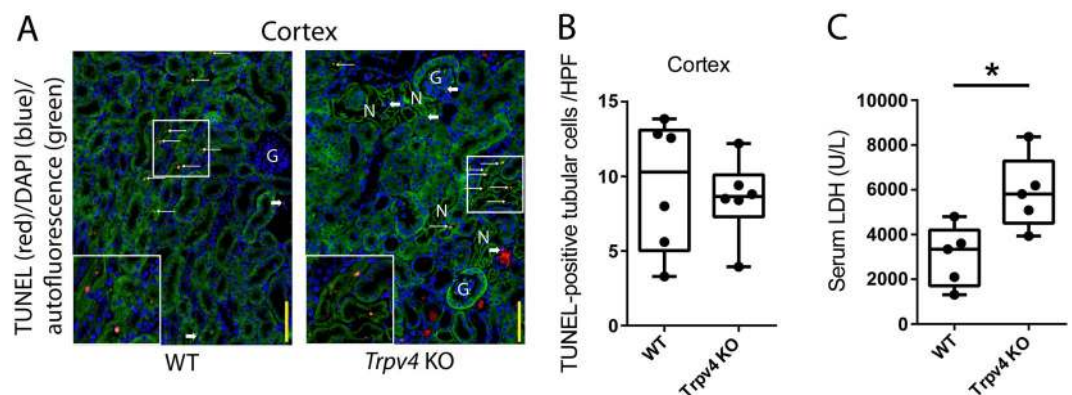 A
Cortex
TUNEL (red)/DAPI (blue)/
autofluorescence (green)
G
G
N
N
N
N
G
WT
Trpv4 KO
B
Cortex
TUNEL-positive tubular cells /HPF
15
10
5
0
WT
Trpv4 KO
C
*
Serum LDH (U/L)
10000
8000
6000
4000
2000
0
WT
Trpv4 KO